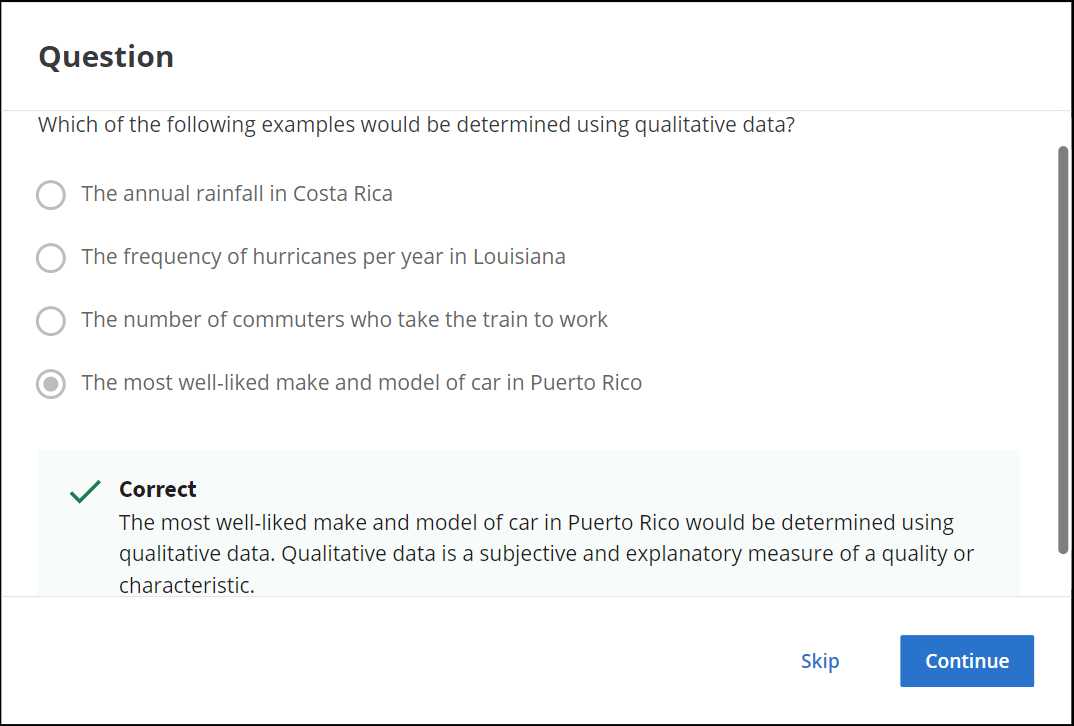 Question
Which of the following examples would be determined using qualitative data?
The annual rainfall in Costa Rica
The frequency of hurricanes per year in Louisiana
The number of commuters who take the train to work
The most well-liked make and model of car in Puerto Rico
Correct
The most well-liked make and model of car in Puerto Rico would be determined using
qualitative data. Qualitative data is a subjective and explanatory measure of a quality or
characteristic.
Skip
Continue